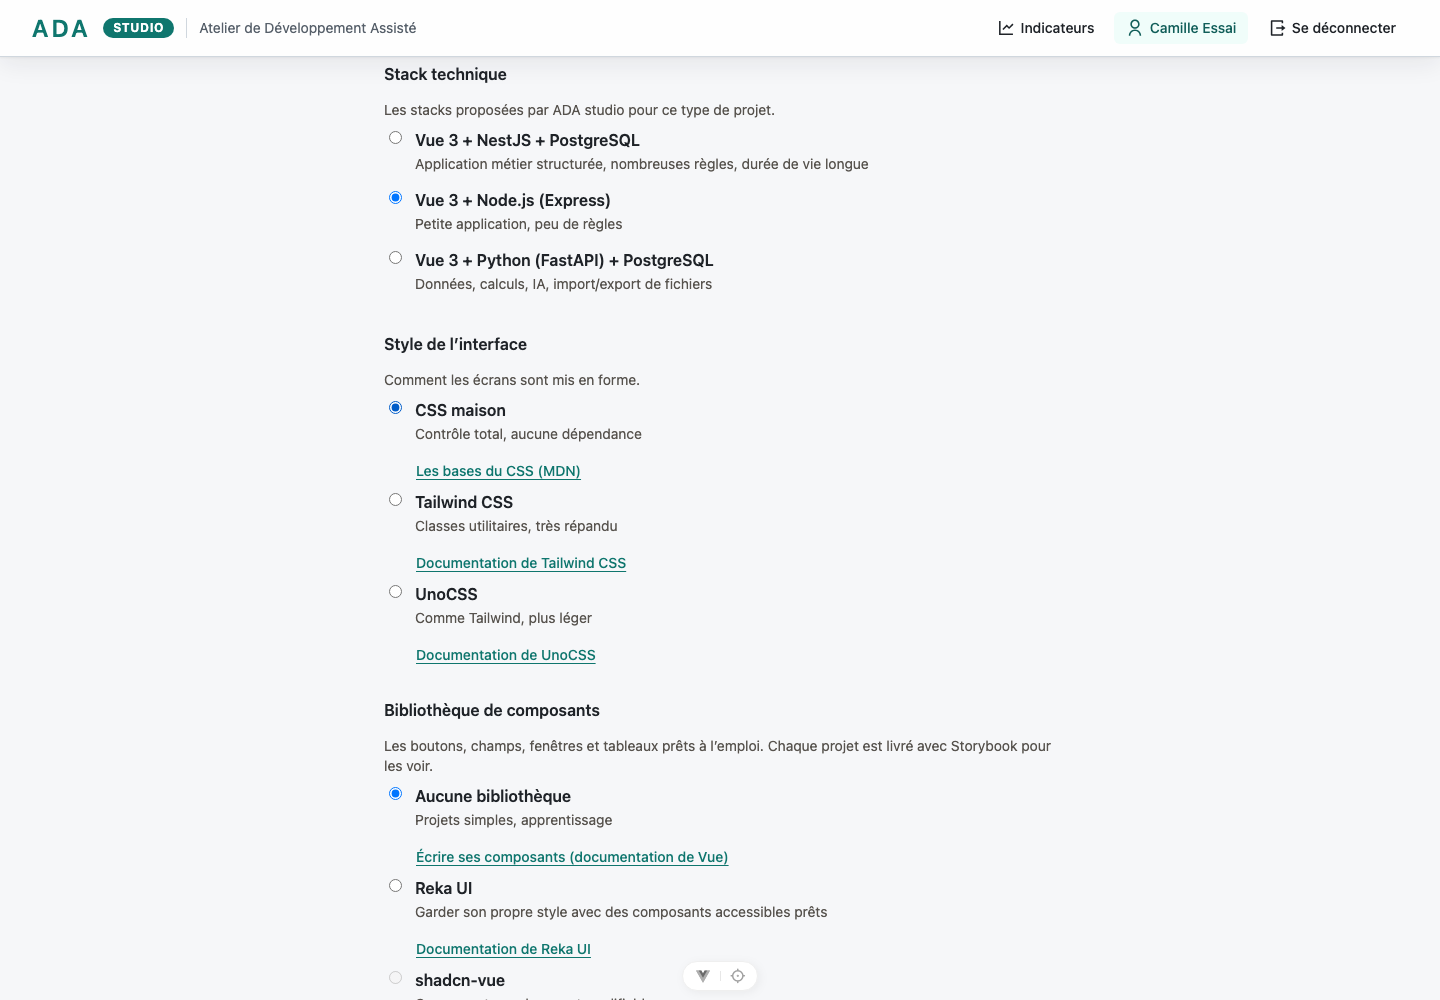 ADA STUDIO Atelier de Développement Assisté Indicateurs Camille Essai Se déconnecter
Stack technique
Les stacks proposées par ADA studio pour ce type de projet.
Vue 3 + NestJS + PostgreSQL
Application métier structurée, nombreuses règles, durée de vie longue
Vue 3 + Node.js (Express)
Petite application, peu de règles
Vue 3 + Python (FastAPI) + PostgreSQL
Données, calculs, IA, import/export de fichiers
Style de l’interface
Comment les écrans sont mis en forme.
CSS maison
Contrôle total, aucune dépendance
Les bases du CSS (MDN)
Tailwind CSS
Classes utilitaires, très répandu
Documentation de Tailwind CSS
UnoCSS
Comme Tailwind, plus léger
Documentation de UnoCSS
Bibliothèque de composants
Les boutons, champs, fenêtres et tableaux prêts à l’emploi. Chaque projet est livré avec Storybook pour
les voir.
Aucune bibliothèque
Projets simples, apprentissage
Écrire ses composants (documentation de Vue)
Reka UI
Garder son propre style avec des composants accessibles prêts
Documentation de Reka UI
shadcn-vue